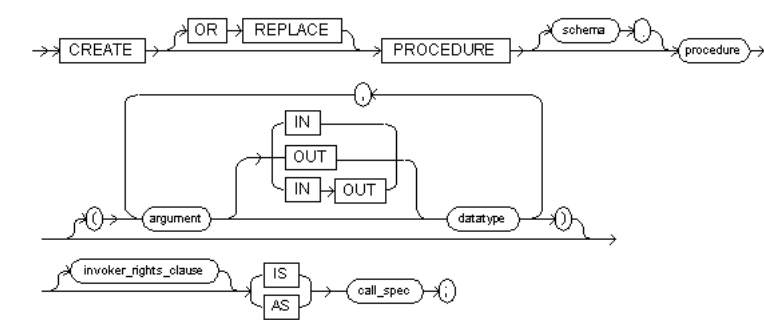 OR REPLACE schema .
CREATE PROCEDURE procedure
,
IN
OUT
IN OUT
( argument datatype )
invoker_rights_clause IS
call_spec ;
AS